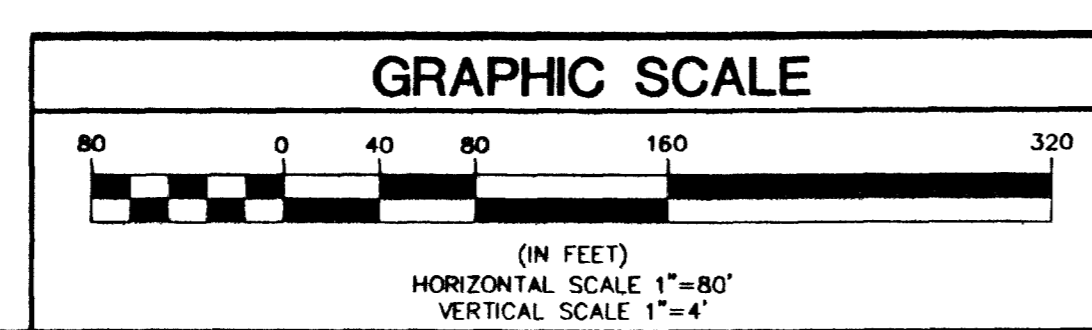 GRAPHIC SCALE
80 0 40 80 160 320
(IN FEET)
HORIZONTAL SCALE 1"=80'
VERTICAL SCALE 1"=4'